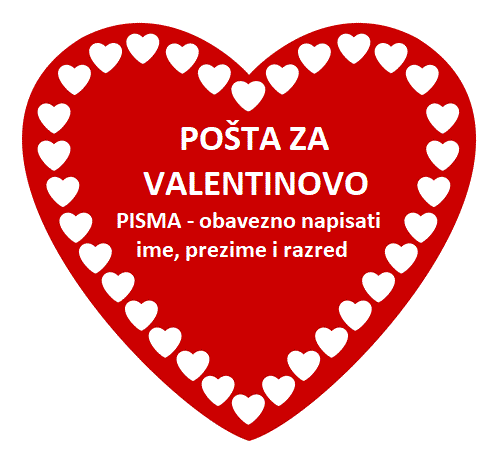 POŠTA ZA
VALENTINOVO
PISMA - obavezno napisati
ime, prezime i razred